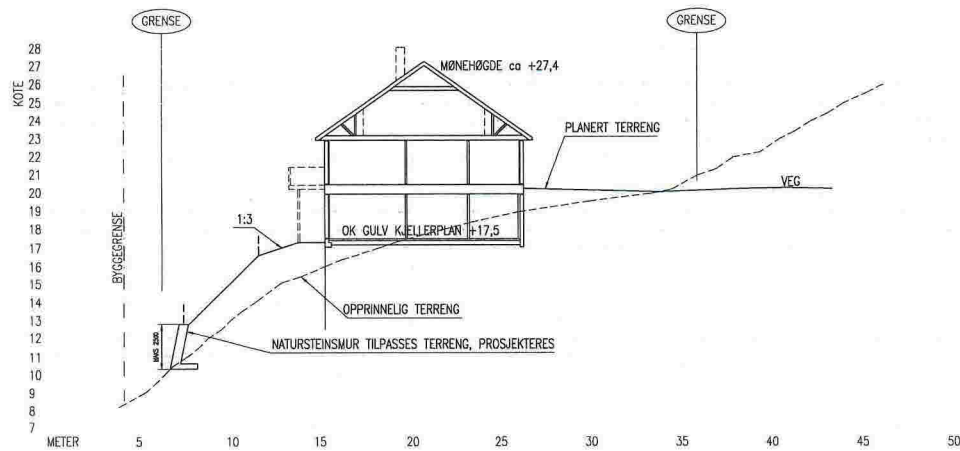 GRENSE
GRENSE
KOTE
28
27
26
25
24
23
22
21
20
19
18
17
16
15
14
13
12
11
10
9
8
7
MØNEHØGDE ca +27,4
PLANERT TERRENG
VEG
1:3
OK GULV KJELLERPLAN +17,5
BYGGEGRENSE
OPPRINNELIG TERRENG
MAKS 2500
NATURSTEINSMUR TILPASSES TERRENG, PROSJEKTERES
METER 5 10 15 20 25 30 35 40 45 50